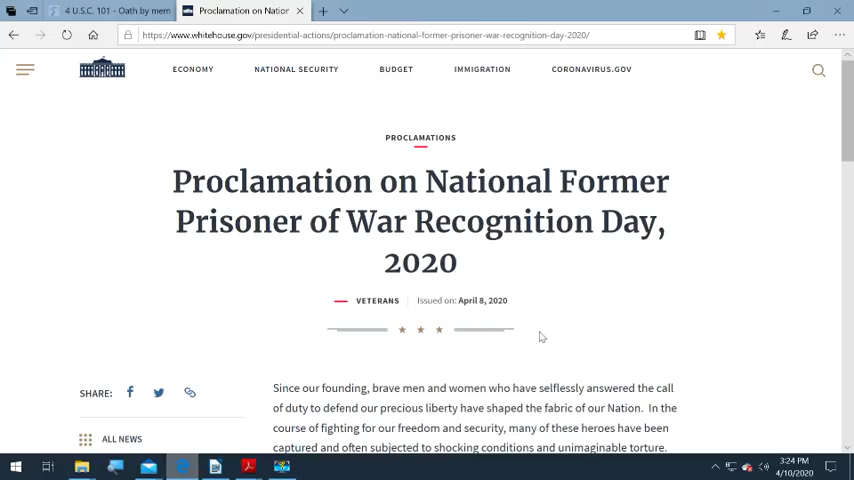 4 U.S.C. 101 - Oath by mem
Proclamation on Nation
https://www.whitehouse.gov/presidential-actions/proclamation-national-former-prisoner-war-recognition-day-2020/
ECONOMY NATIONAL SECURITY BUDGET IMMIGRATION CORONAVIRUS.GOV
PROCLAMATIONS
Proclamation on National Former
Prisoner of War Recognition Day,
2020
VETERANS Issued on: April 8, 2020
SHARE:
ALL NEWS
Since our founding, brave men and women who have selflessly answered the call
of duty to defend our precious liberty have shaped the fabric of our Nation. In the
course of fighting for our freedom and security, many of these heroes have been
captured and often subjected to shocking conditions and unimaginable torture.
3:24 PM
4/10/2020